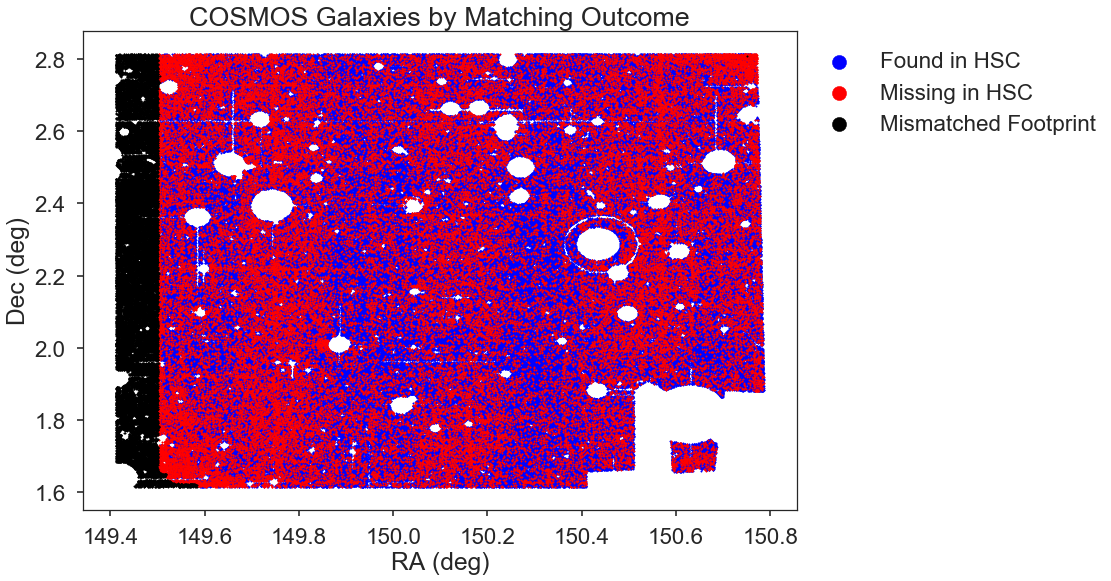 COSMOS Galaxies by Matching Outcome
Found in HSC
Missing in HSC
Mismatched Footprint
Dec (deg)
2.8
2.6
2.4
2.2
2.0
1.8
1.6
149.4 149.6 149.8 150.0 150.2 150.4 150.6 150.8
RA (deg)